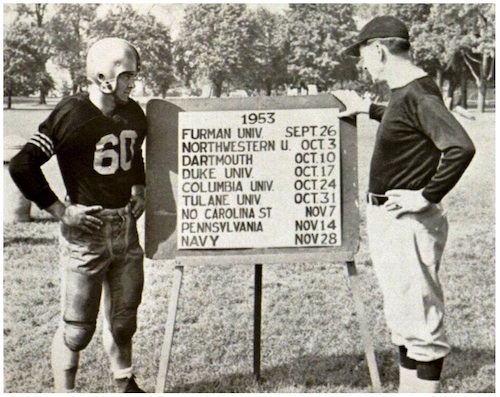 1953
FURMAN UNIV. SEPT. 26
NORTHWESTERN U. OCT. 3
DARTMOUTH OCT. 10
DUKE UNIV. OCT. 17
COLUMBIA UNIV. OCT. 24
TULANE UNIV. OCT. 31
NO CAROLINA ST NOV 7
PENNSYLVANIA NOV 14
NAVY NOV 28
60